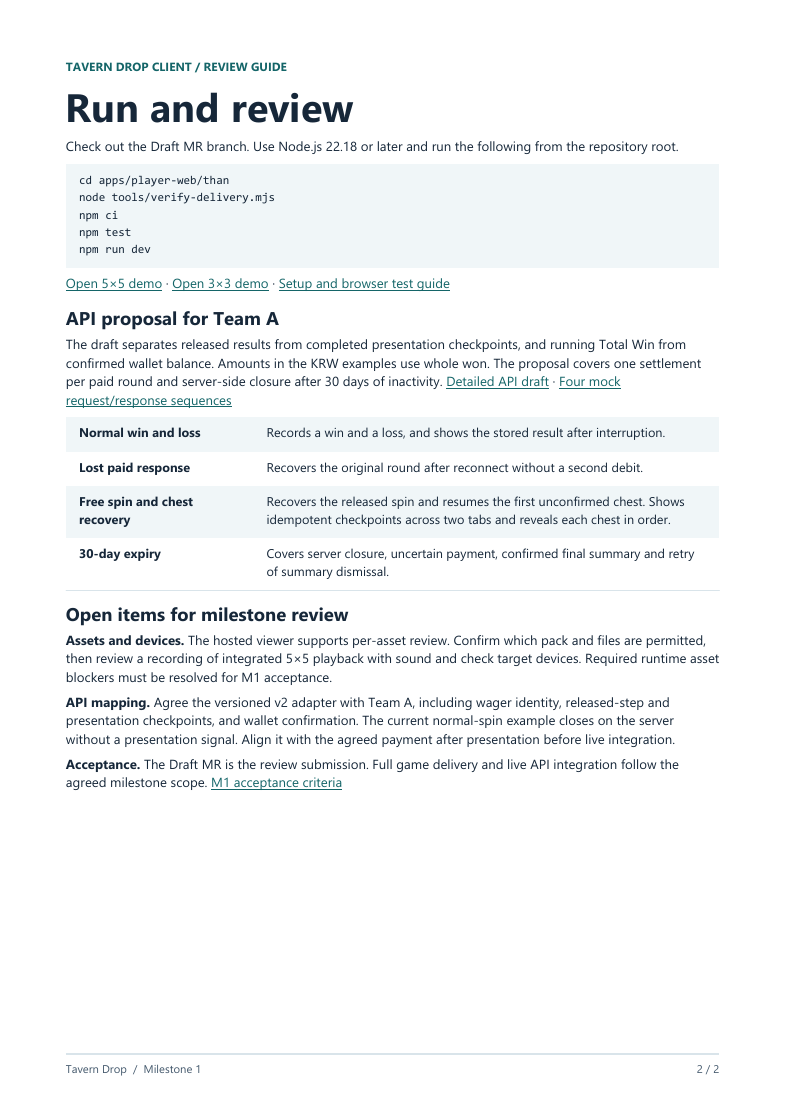 TAVERN DROP CLIENT / REVIEW GUIDE
Run and review
Check out the Draft MR branch. Use Node.js 22.18 or later and run the following from the repository root.
cd apps/player-web/than
node tools/verify-delivery.mjs
npm ci
npm test
npm run dev
Open 5×5 demo · Open 3×3 demo · Setup and browser test guide
API proposal for Team A
The draft separates released results from completed presentation checkpoints, and running Total Win from
confirmed wallet balance. Amounts in the KRW examples use whole won. The proposal covers one settlement
per paid round and server-side closure after 30 days of inactivity. Detailed API draft · Four mock
request/response sequences
Normal win and loss
Records a win and a loss, and shows the stored result after interruption.
Lost paid response
Recovers the original round after reconnect without a second debit.
Free spin and chest
recovery
Recovers the released spin and resumes the first unconfirmed chest. Shows
idempotent checkpoints across two tabs and reveals each chest in order.
30-day expiry
Covers server closure, uncertain payment, confirmed final summary and retry
of summary dismissal.
Open items for milestone review
Assets and devices. The hosted viewer supports per-asset review. Confirm which pack and files are permitted,
then review a recording of integrated 5×5 playback with sound and check target devices. Required runtime asset
blockers must be resolved for M1 acceptance.
API mapping. Agree the versioned v2 adapter with Team A, including wager identity, released-step and
presentation checkpoints, and wallet confirmation. The current normal-spin example closes on the server
without a presentation signal. Align it with the agreed payment after presentation before live integration.
Acceptance. The Draft MR is the review submission. Full game delivery and live API integration follow the
agreed milestone scope. M1 acceptance criteria
Tavern Drop / Milestone 1
2 / 2